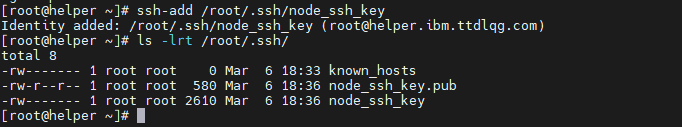 [root@helper ~]# ssh-add /root/.ssh/node_ssh_key
Identity added: /root/.ssh/node_ssh_key (root@helper.ibm.ttdlqg.com)
[root@helper ~]# ls -lrt /root/.ssh/
total 8
-rw------- 1 root root    0 Mar  6 18:33 known_hosts
-rw-r--r-- 1 root root  580 Mar  6 18:36 node_ssh_key.pub
-rw------- 1 root root 2610 Mar  6 18:36 node_ssh_key
[root@helper ~]#